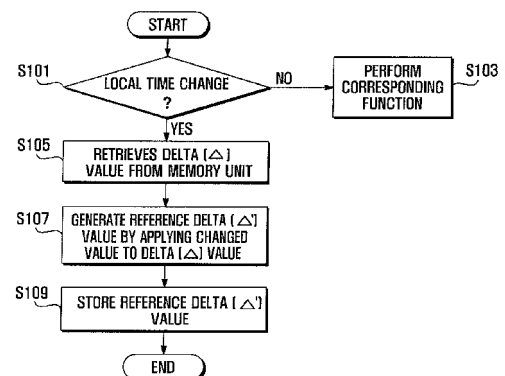 START
S101
LOCAL TIME CHANGE
?
NO
PERFORM
CORRESPONDING
FUNCTION
S103
YES
S105
RETRIEVES DELTA (△)
VALUE FROM MEMORY UNIT
S107
GENERATE REFERENCE DELTA (△')
VALUE BY APPLYING CHANGED
VALUE TO DELTA (△) VALUE
S109
STORE REFERENCE DELTA (△')
VALUE
END